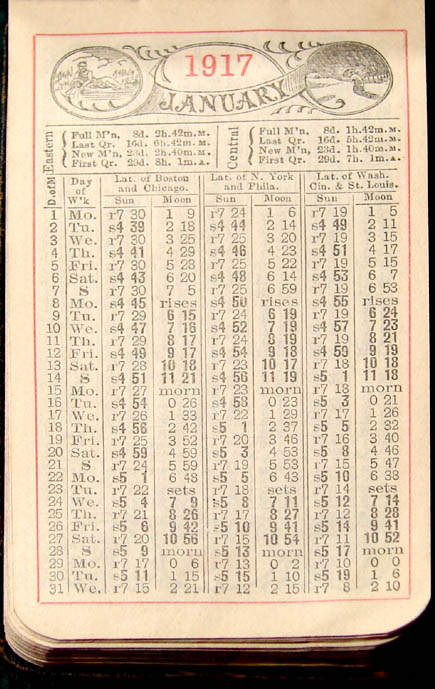 1917
JANUARY
Eastern Full M'n, 8d. 2h.42m.M. Central Full M'n, 8d. 1h.42m.M.
Last Qr. 16d. 6h.42m.M. Last Qr. 16d. 5h.42m.M.
New M'n, 23d. 2h.40m.M. New M'n, 23d. 1h.40m.M.
First Qr. 29d. 8h. 1m.A. First Qr. 29d. 7h. 1m.A.
D.of M Day of W'k Lat. of Boston and Chicago. Lat. of N. York and Phila. Lat. of Wash. Cin. & St. Louis.
Sun Moon Sun Moon Sun Moon
1 Mo. r7 30 1 9 r7 24 1 6 r7 19 1 5
2 Tu. s4 39 2 18 s4 44 2 14 s4 49 2 11
3 We. r7 30 3 25 r7 25 3 20 r7 19 3 15
4 Th. s4 41 4 29 s4 46 4 23 s4 51 4 17
5 Fri. r7 30 5 28 r7 25 5 22 r7 19 5 15
6 Sat. s4 43 6 20 s4 48 6 14 s4 53 6 7
7 S r7 30 7 5 r7 25 6 59 r7 19 6 53
8 Mo. s4 45 rises s4 50 rises s4 55 rises
9 Tu. r7 29 6 15 r7 24 6 19 r7 19 6 24
10 We. s4 47 7 16 s4 52 7 19 s4 57 7 23
11 Th. r7 29 8 17 r7 24 8 19 r7 19 8 21
12 Fri. s4 49 9 17 s4 54 9 18 s4 59 9 19
13 Sat. r7 28 10 18 r7 23 10 17 r7 18 10 18
14 S s4 51 11 21 s4 56 11 19 s5 1 11 18
15 Mo. r7 27 morn r7 23 morn r7 18 morn
16 Tu. s4 54 0 26 s4 58 0 23 s5 3 0 21
17 We. r7 26 1 33 r7 22 1 29 r7 17 1 26
18 Th. s4 56 2 42 s5 1 2 37 s5 5 2 32
19 Fri. r7 25 3 52 r7 20 3 46 r7 16 3 40
20 Sat. s4 59 4 59 s5 3 4 53 s5 8 4 46
21 S r7 24 5 59 r7 19 5 53 r7 15 5 47
22 Mo. s5 1 6 48 s5 5 6 43 s5 10 6 38
23 Tu. r7 22 sets r7 18 sets r7 14 sets
24 We. s5 4 7 9 s5 8 7 11 s5 12 7 14
25 Th. r7 21 8 26 r7 17 8 27 r7 12 8 28
26 Fri. s5 6 9 42 s5 10 9 41 s5 14 9 41
27 Sat. r7 20 10 56 r7 15 10 54 r7 11 10 52
28 S s5 9 morn s5 13 morn s5 17 morn
29 Mo. r7 17 0 6 r7 13 0 2 r7 10 0 0
30 Tu. s5 11 1 15 s5 15 1 10 s5 19 1 6
31 We. r7 15 2 21 r7 12 2 15 r7 8 2 10